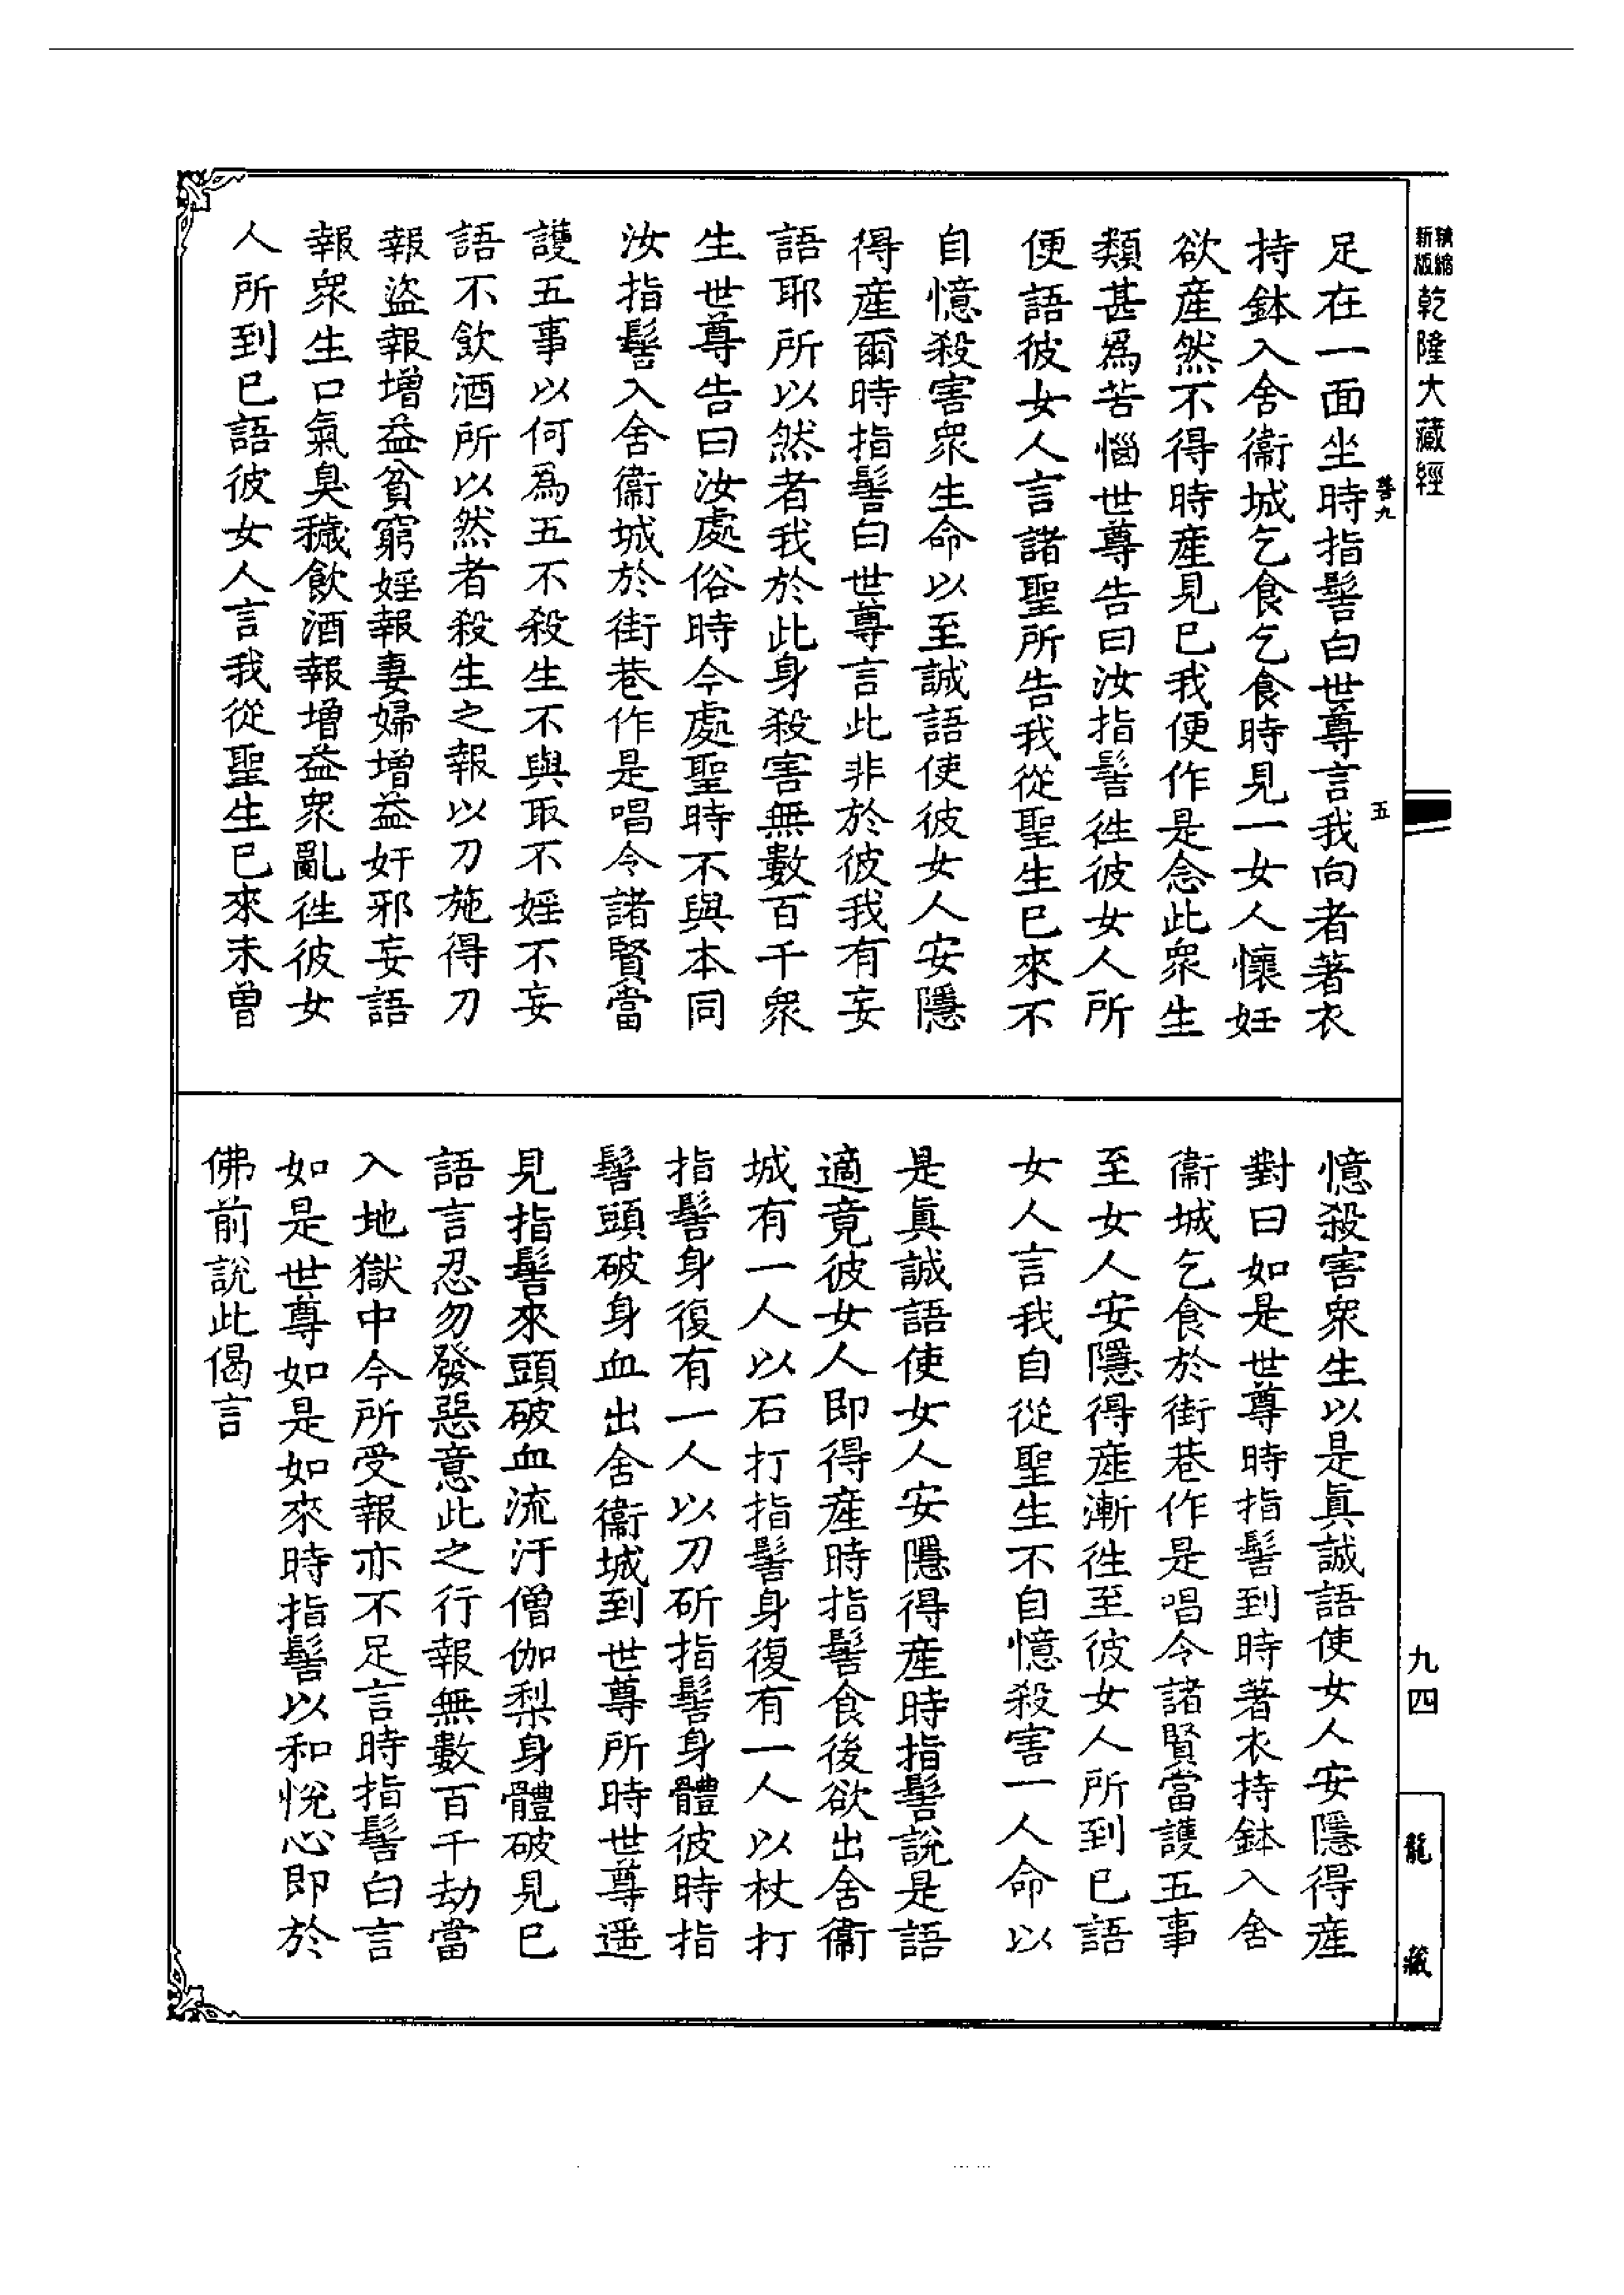 精縮新版乾隆大藏經
善九
五
足在一面坐時指髻白世尊言我向者著衣
持鉢入舍衞城乞食乞食時見一女人懷妊
欲產然不得時產見已我便作是念此衆生
類甚爲苦惱世尊告曰汝指髻徃彼女人所
便語彼女人言諸聖所告我從聖生已來不
自憶殺害衆生命以至誠語使彼女人安隱
得產爾時指髻白世尊言此非於彼我有妄
語耶所以然者我於此身殺害無數百千衆
生世尊告曰汝處俗時今處聖時不與本同
汝指髻入舍衞城於街巷作是唱令諸賢當
護五事以何爲五不殺生不與取不婬不妄
語不飲酒所以然者殺生之報以刀施得刀
報盜報增益貧窮婬報妻婦增益奸邪妄語
報衆生口氣臭穢飲酒報增益衆亂徃彼女
人所到已語彼女人言我從聖生已來未曾
憶殺害衆生以是眞誠語使女人安隱得產
對曰如是世尊時指髻到時著衣持鉢入舍
衞城乞食於街巷作是唱令諸賢當護五事
至女人安隱得產漸徃至彼女人所到已語
女人言我自從聖生不自憶殺害一人命以
是眞誠語使女人安隱得產時指髻說是語
適竟彼女人即得產時指髻食後欲出舍衞
城有一人以石打指髻身復有一人以杖打
指髻身復有一人以刀斫指髻身體彼時指
髻頭破身血出舍衞城到世尊所時世尊遥
見指髻來頭破血流汙僧伽梨身體破見已
語言忍勿發惡意此之行報無數百千劫當
入地獄中今所受報亦不足言時指髻白言
如是世尊如是如來時指髻以和悅心即於
佛前說此偈言
九四
龍藏